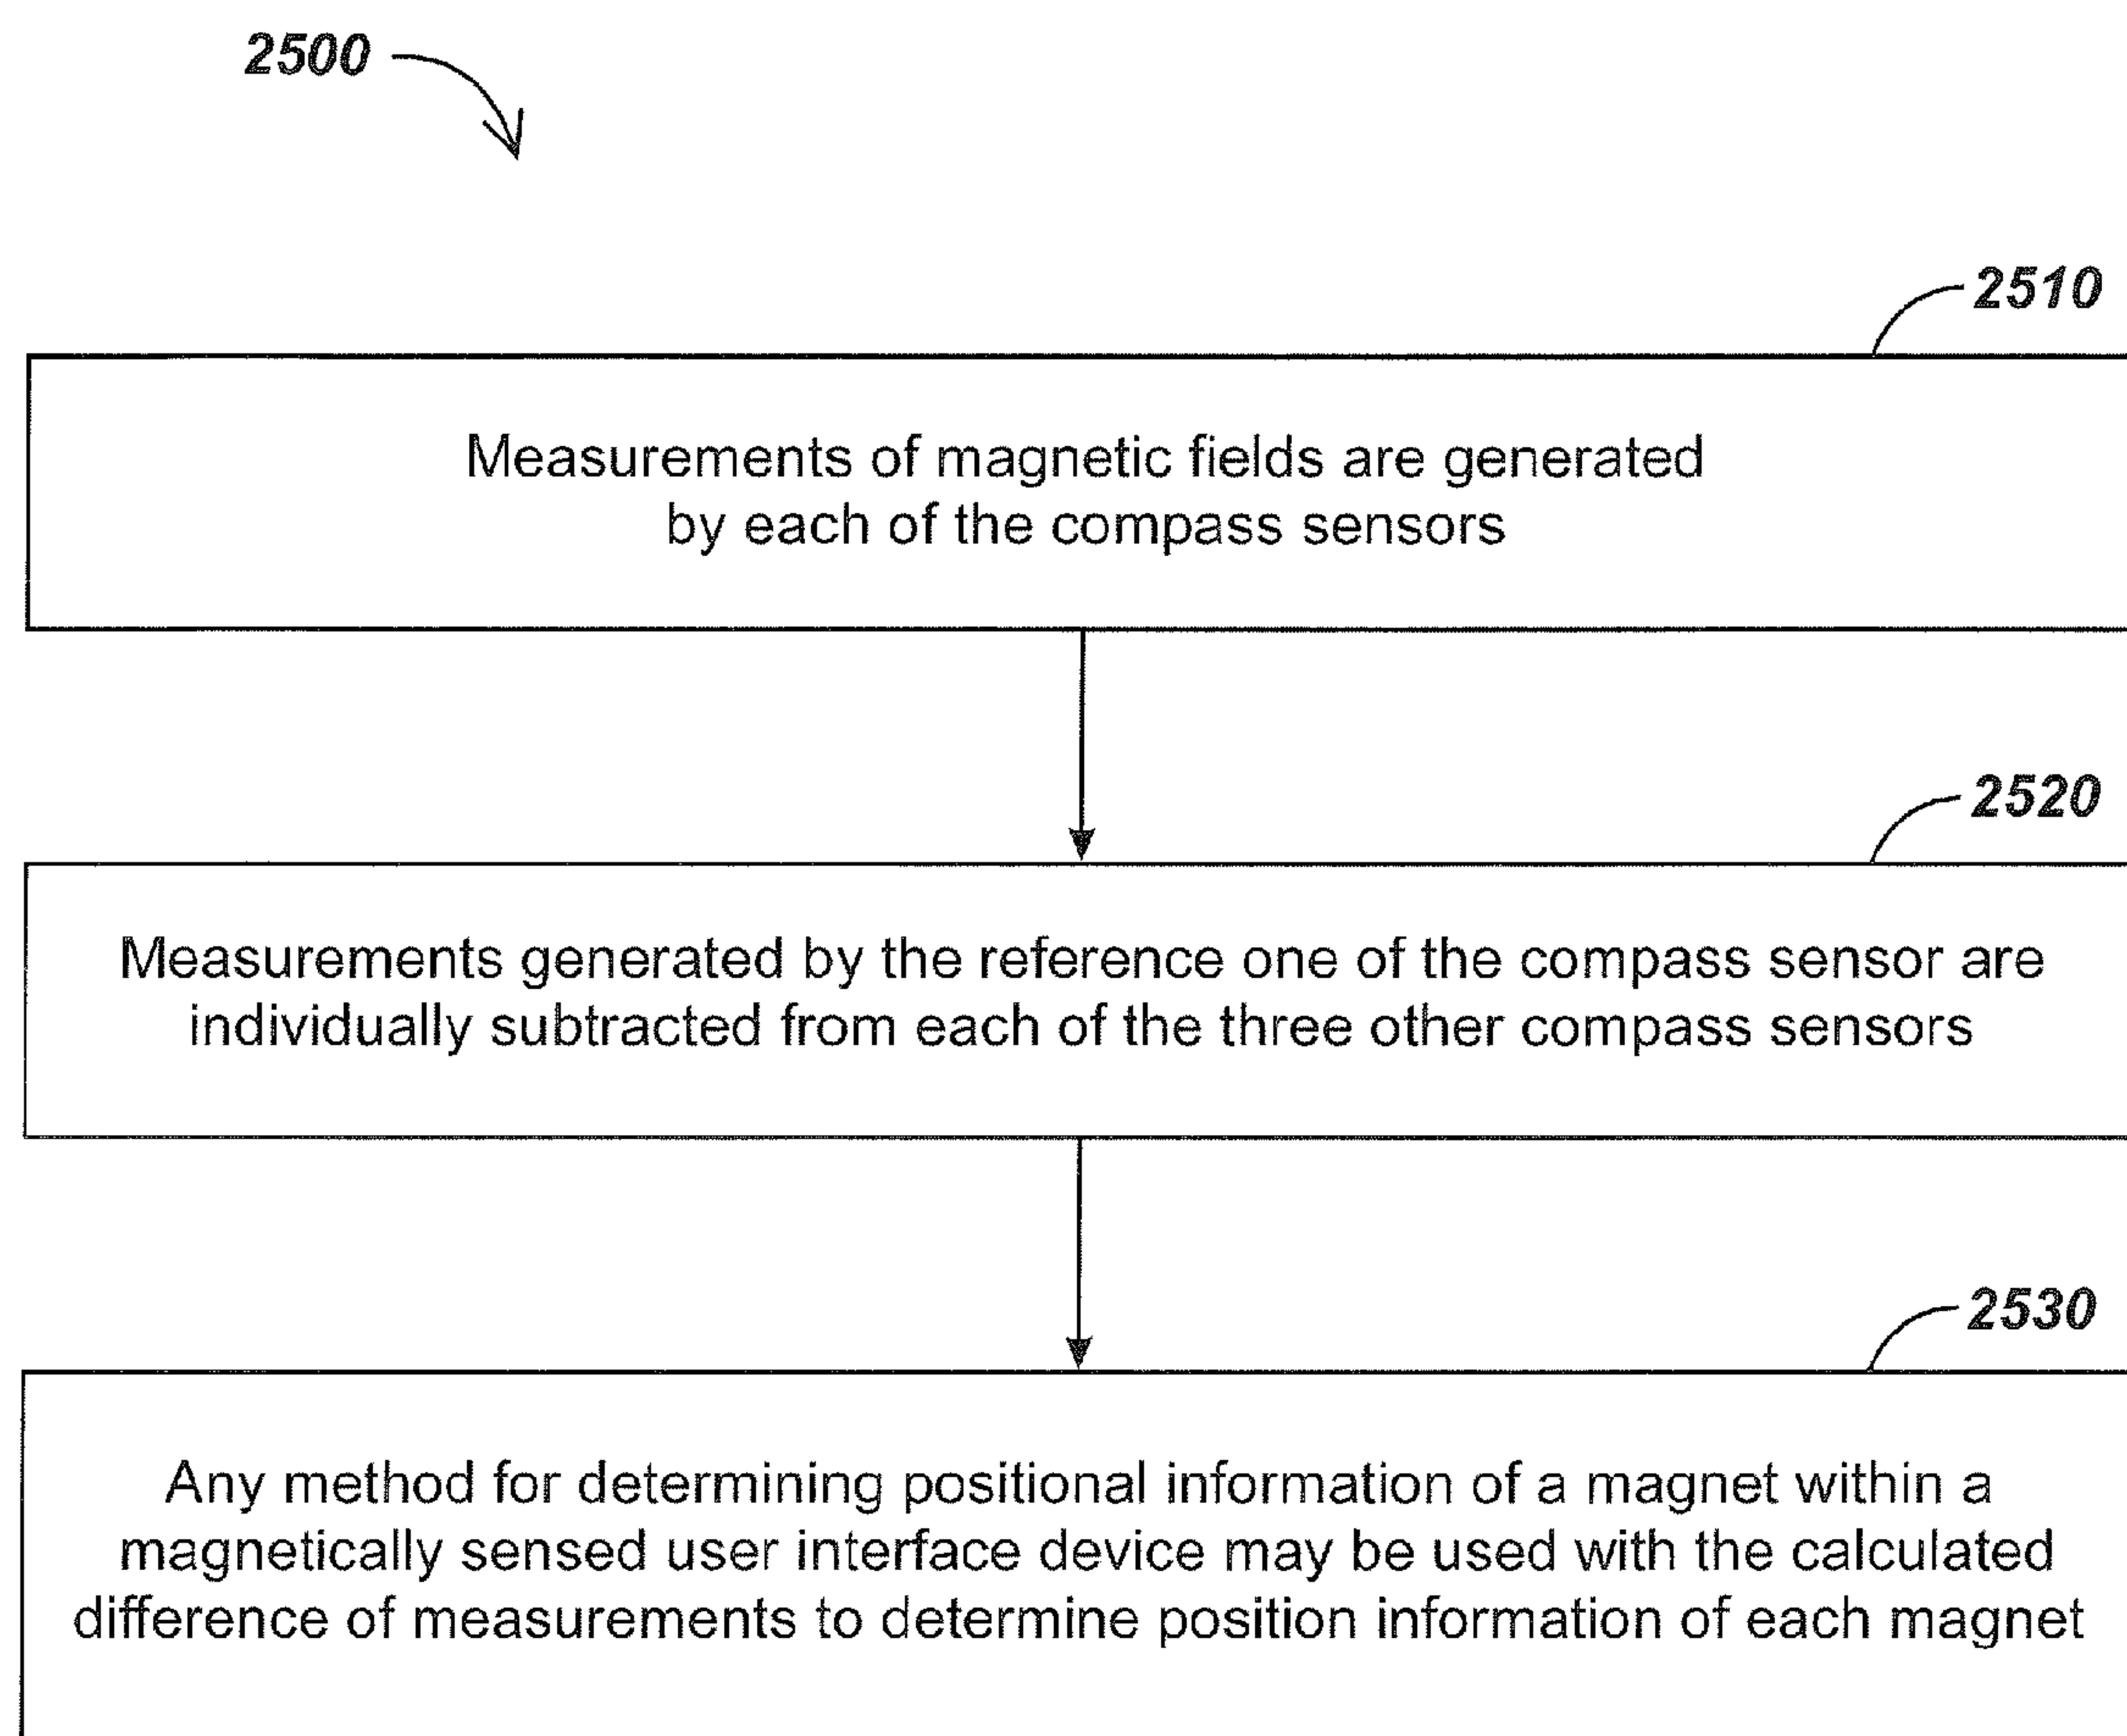 2500
2510
Measurements of magnetic fields are generated
by each of the compass sensors
2520
Measurements generated by the reference one of the compass sensor are
individually subtracted from each of the three other compass sensors
2530
Any method for determining positional information of a magnet within a
magnetically sensed user interface device may be used with the calculated
difference of measurements to determine position information of each magnet